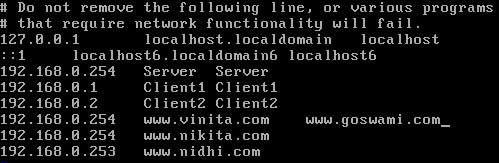 # Do not remove the following line, or various programs
# that require network functionality will fail.
127.0.0.1 localhost.localdomain localhost
::1 localhost6.localdomain6 localhost6
192.168.0.254 Server Server
192.168.0.1 Client1 Client1
192.168.0.2 Client2 Client2
192.168.0.254 www.vinita.com www.goswami.com_
192.168.0.254 www.nikita.com
192.168.0.253 www.nidhi.com